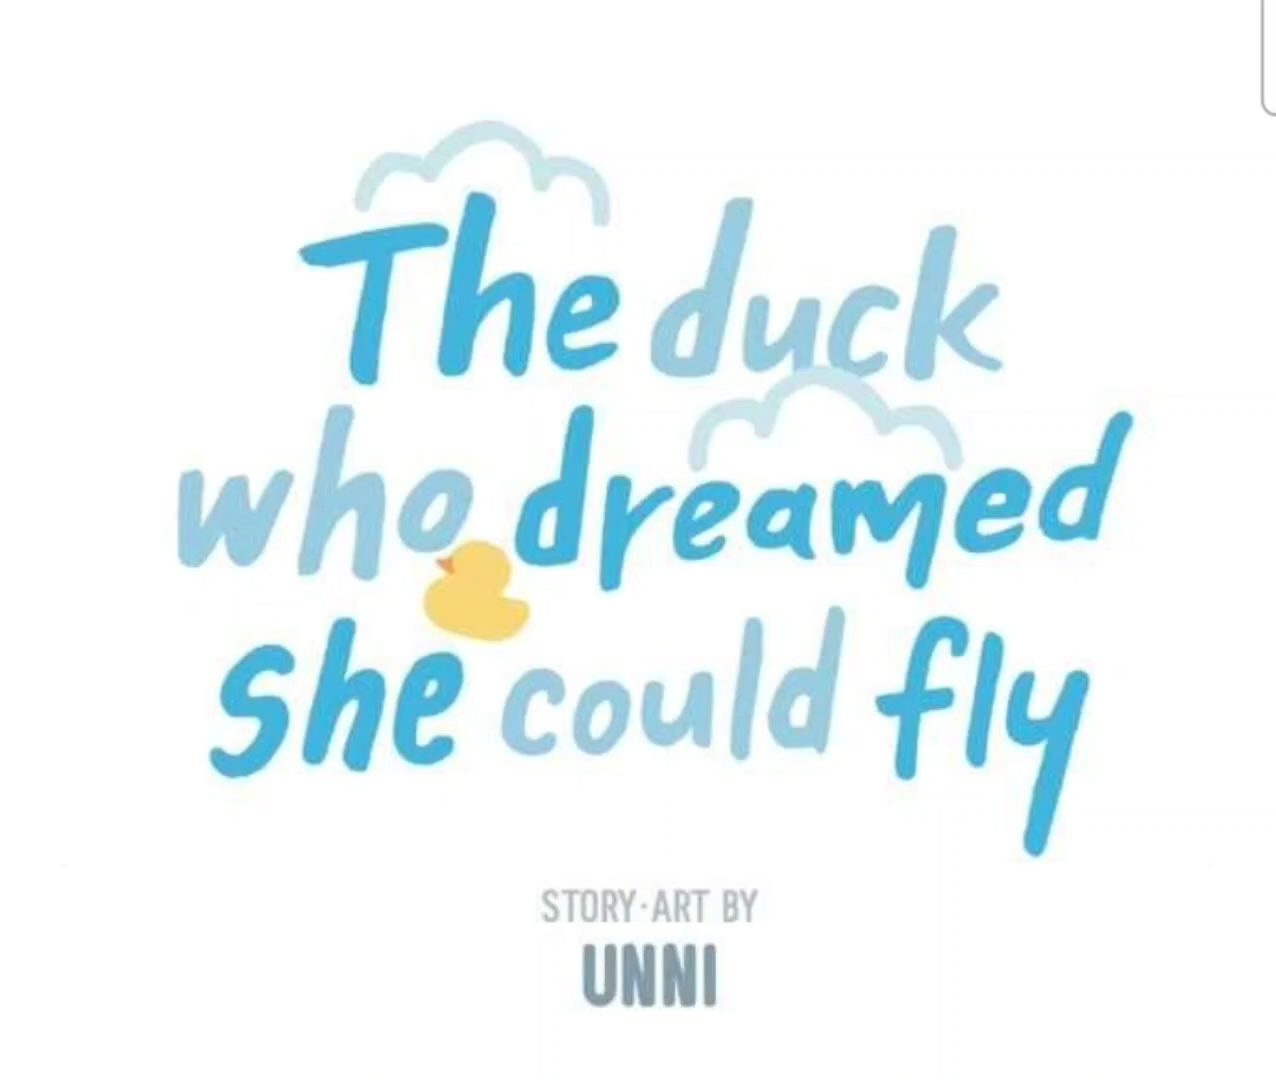 The duck
who dreamed
she could fly
STORY·ART BY
UNNI